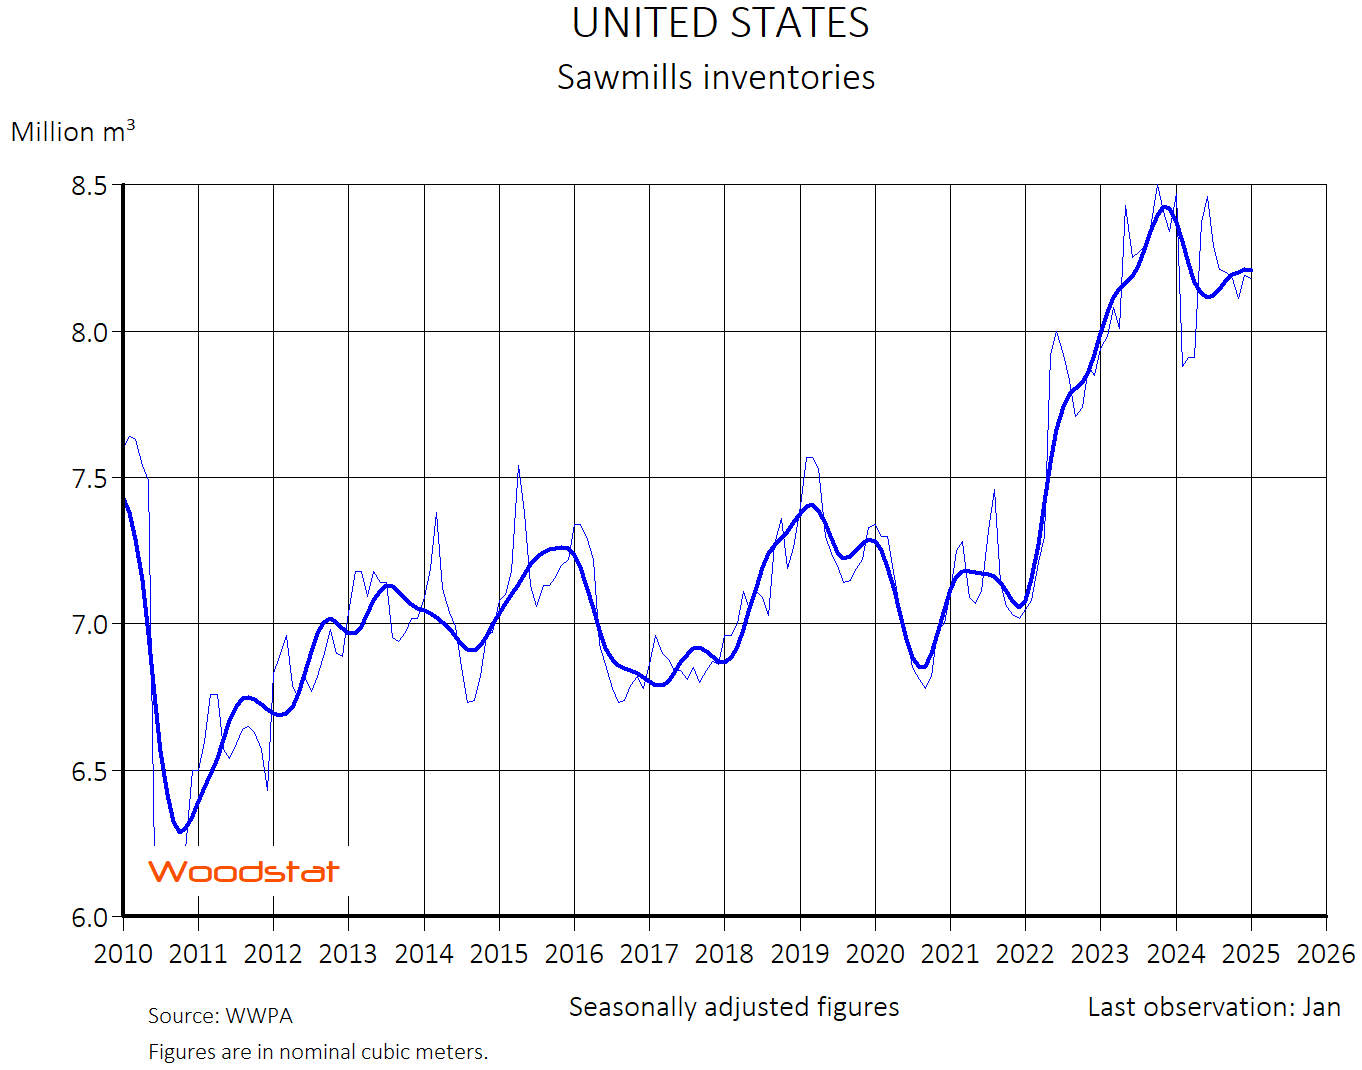 UNITED STATES
Sawmills inventories
Million m³
8.5
8.0
7.5
7.0
6.5
6.0
Woodstat
2010 2011 2012 2013 2014 2015 2016 2017 2018 2019 2020 2021 2022 2023 2024 2025 2026
Source: WWPA
Seasonally adjusted figures
Last observation: Jan
Figures are in nominal cubic meters.